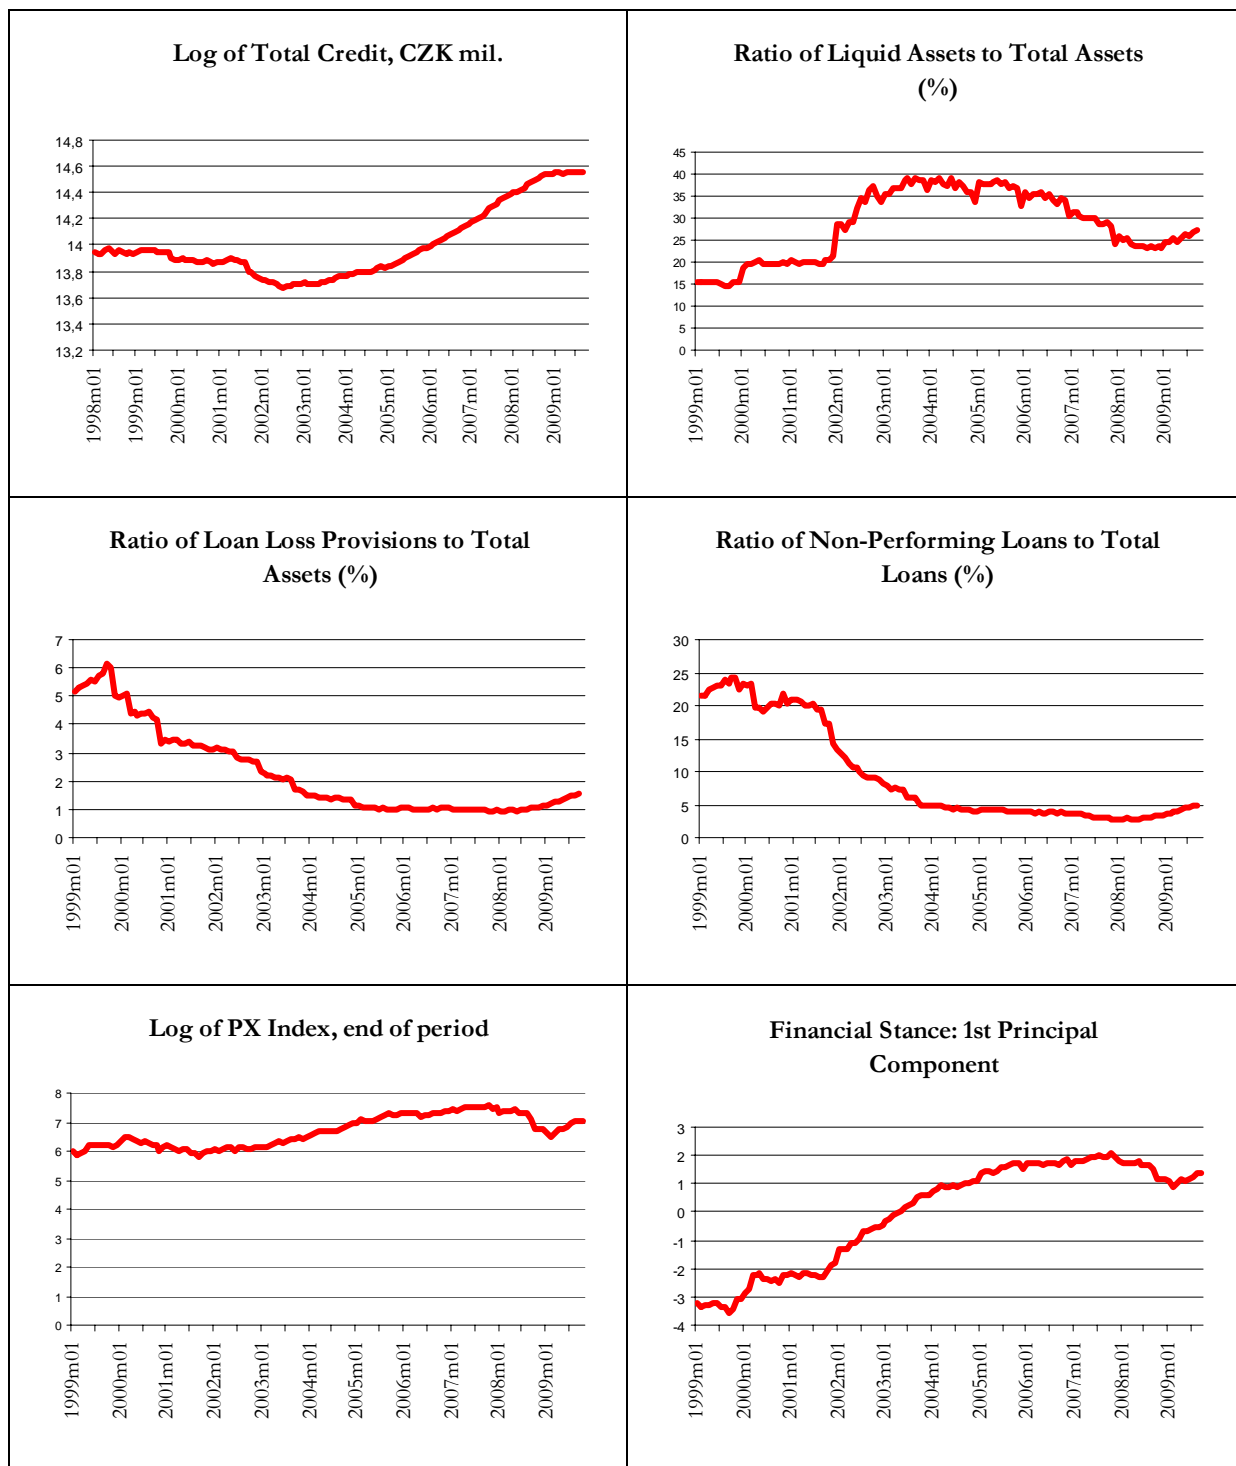 Log of Total Credit, CZK mil.
14,8
14,6
14,4
14,2
14
13,8
13,6
13,4
13,2
1998m01
1999m01
2000m01
2001m01
2002m01
2003m01
2004m01
2005m01
2006m01
2007m01
2008m01
2009m01
Ratio of Liquid Assets to Total Assets
(%)
45
40
35
30
25
20
15
10
5
0
1999m01
2000m01
2001m01
2002m01
2003m01
2004m01
2005m01
2006m01
2007m01
2008m01
2009m01
Ratio of Loan Loss Provisions to Total
Assets (%)
7
6
5
4
3
2
1
0
1999m01
2000m01
2001m01
2002m01
2003m01
2004m01
2005m01
2006m01
2007m01
2008m01
2009m01
Ratio of Non-Performing Loans to Total
Loans (%)
30
25
20
15
10
5
0
1999m01
2000m01
2001m01
2002m01
2003m01
2004m01
2005m01
2006m01
2007m01
2008m01
2009m01
Log of PX Index, end of period
8
7
6
5
4
3
2
1
0
1999m01
2000m01
2001m01
2002m01
2003m01
2004m01
2005m01
2006m01
2007m01
2008m01
2009m01
Financial Stance: 1st Principal
Component
3
2
1
0
-1
-2
-3
-4
1999m01
2000m01
2001m01
2002m01
2003m01
2004m01
2005m01
2006m01
2007m01
2008m01
2009m01